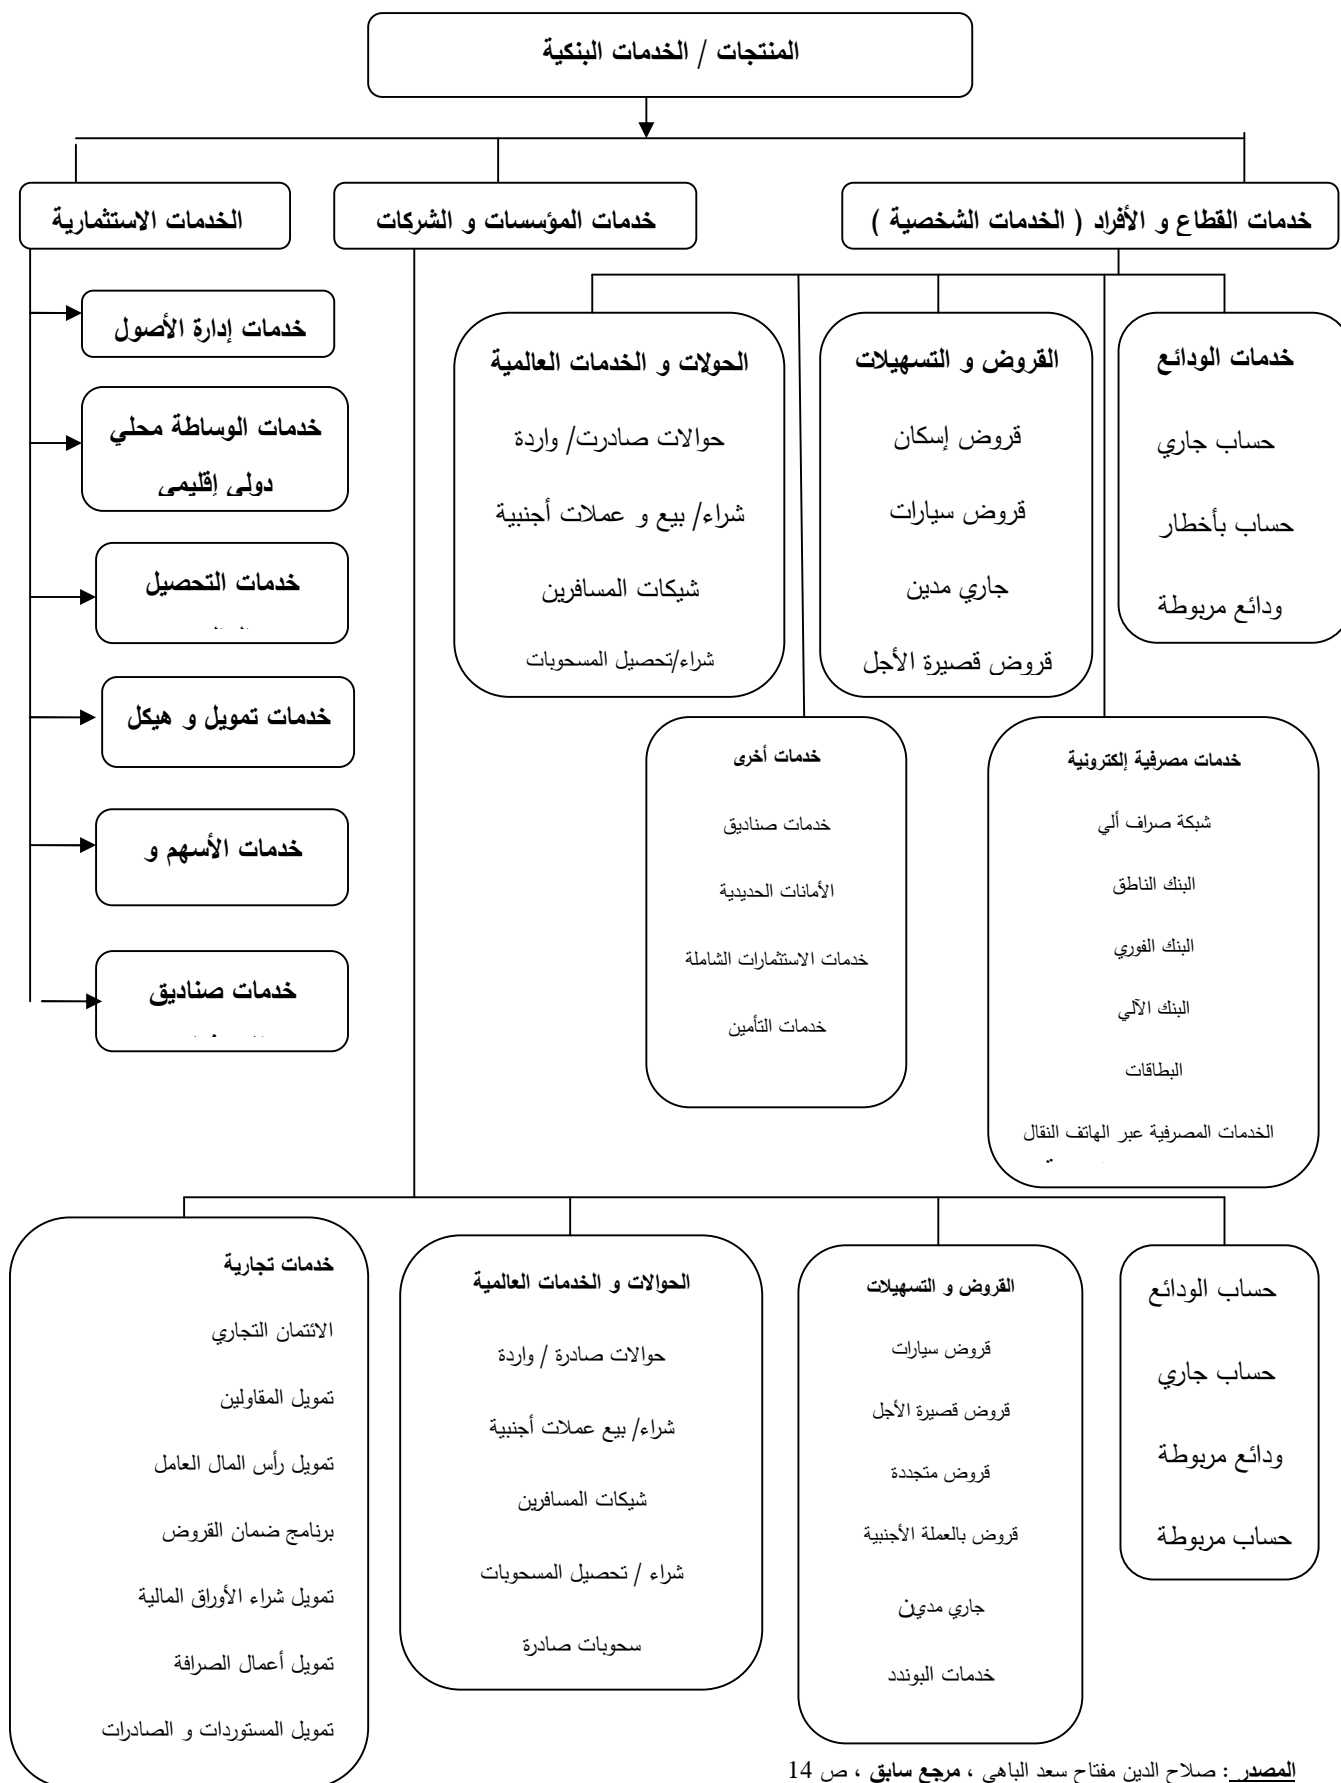 المنتجات / الخدمات البنكية
خدمات القطاع و الأفراد ( الخدمات الشخصية )
خدمات المؤسسات و الشركات
الخدمات الاستثمارية
خدمات الودائع
حساب جاري
حساب بأخطار
ودائع مربوطة
القروض و التسهيلات
قروض إسكان
قروض سيارات
جاري مدين
قروض قصيرة الأجل
الحولات و الخدمات العالمية
حوالات صادرت/ واردة
شراء/ بيع و عملات أجنبية
شيكات المسافرين
شراء/تحصيل المسحوبات
خدمات إدارة الأصول
خدمات الوساطة محلي
دولي إقليمي
خدمات التحصيل
خدمات تمويل و هيكل
خدمات الأسهم و
خدمات صناديق
خدمات مصرفية إلكترونية
شبكة صراف ألي
البنك الناطق
البنك الفوري
البنك الآلي
البطاقات
الخدمات المصرفية عبر الهاتف النقال
خدمات أخرى
خدمات صناديق
الأمانات الحديدية
خدمات الاستثمارات الشاملة
خدمات التأمين
حساب الودائع
حساب جاري
ودائع مربوطة
حساب مربوطة
القروض و التسهيلات
قروض سيارات
قروض قصيرة الأجل
قروض متجددة
قروض بالعملة الأجنبية
جاري مدين
خدمات البوندد
الحوالات و الخدمات العالمية
حوالات صادرة / واردة
شراء/ بيع عملات أجنبية
شيكات المسافرين
شراء / تحصيل المسحوبات
سحوبات صادرة
خدمات تجارية
الائتمان التجاري
تمويل المقاولين
تمويل رأس المال العامل
برنامج ضمان القروض
تمويل شراء الأوراق المالية
تمويل أعمال الصرافة
تمويل المستوردات و الصادرات
المصدر : صلاح الدين مفتاح سعد الباهي ، مرجع سابق ، ص 14